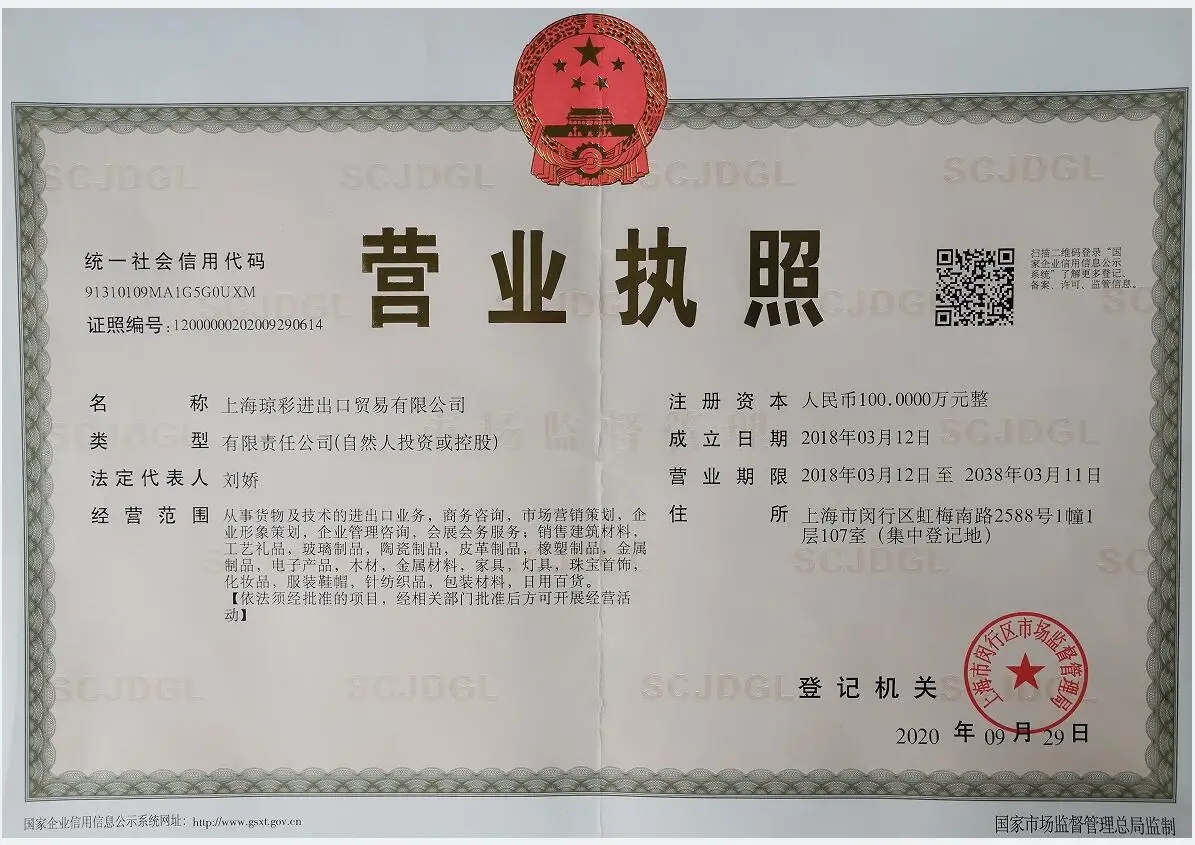 营业执照
统一社会信用代码
91310109MA1G5G0UXM
证照编号:12000000202009290614
扫描二维码登录“国
家企业信用信息公示
系统”了解更多登记、
备案、许可、监管信息。
名称 上海琼彩进出口贸易有限公司
类型 有限责任公司(自然人投资或控股)
法定代表人 刘娇
经营范围 从事货物及技术的进出口业务，商务咨询，市场营销策划，企
业形象策划，企业管理咨询，会展会务服务；销售建筑材料，
工艺礼品，玻璃制品，陶瓷制品，皮革制品，橡塑制品，金属
制品，电子产品，木材，金属材料，家具，灯具，珠宝首饰，
化妆品，服装鞋帽，针纺织品，包装材料，日用百货。
【依法须经批准的项目，经相关部门批准后方可开展经营活
动】
注册资本 人民币100.0000万元整
成立日期 2018年03月12日
营业期限 2018年03月12日至 2038年03月11日
住所 上海市闵行区虹梅南路2588号1幢1
层107室（集中登记地）
登记机关
上海市闵行区市场监督管理局
2020 年 09 月 29 日
国家企业信用信息公示系统网址：http://www.gsxt.gov.cn
国家市场监督管理总局监制
SCJDGL
市场监督管理